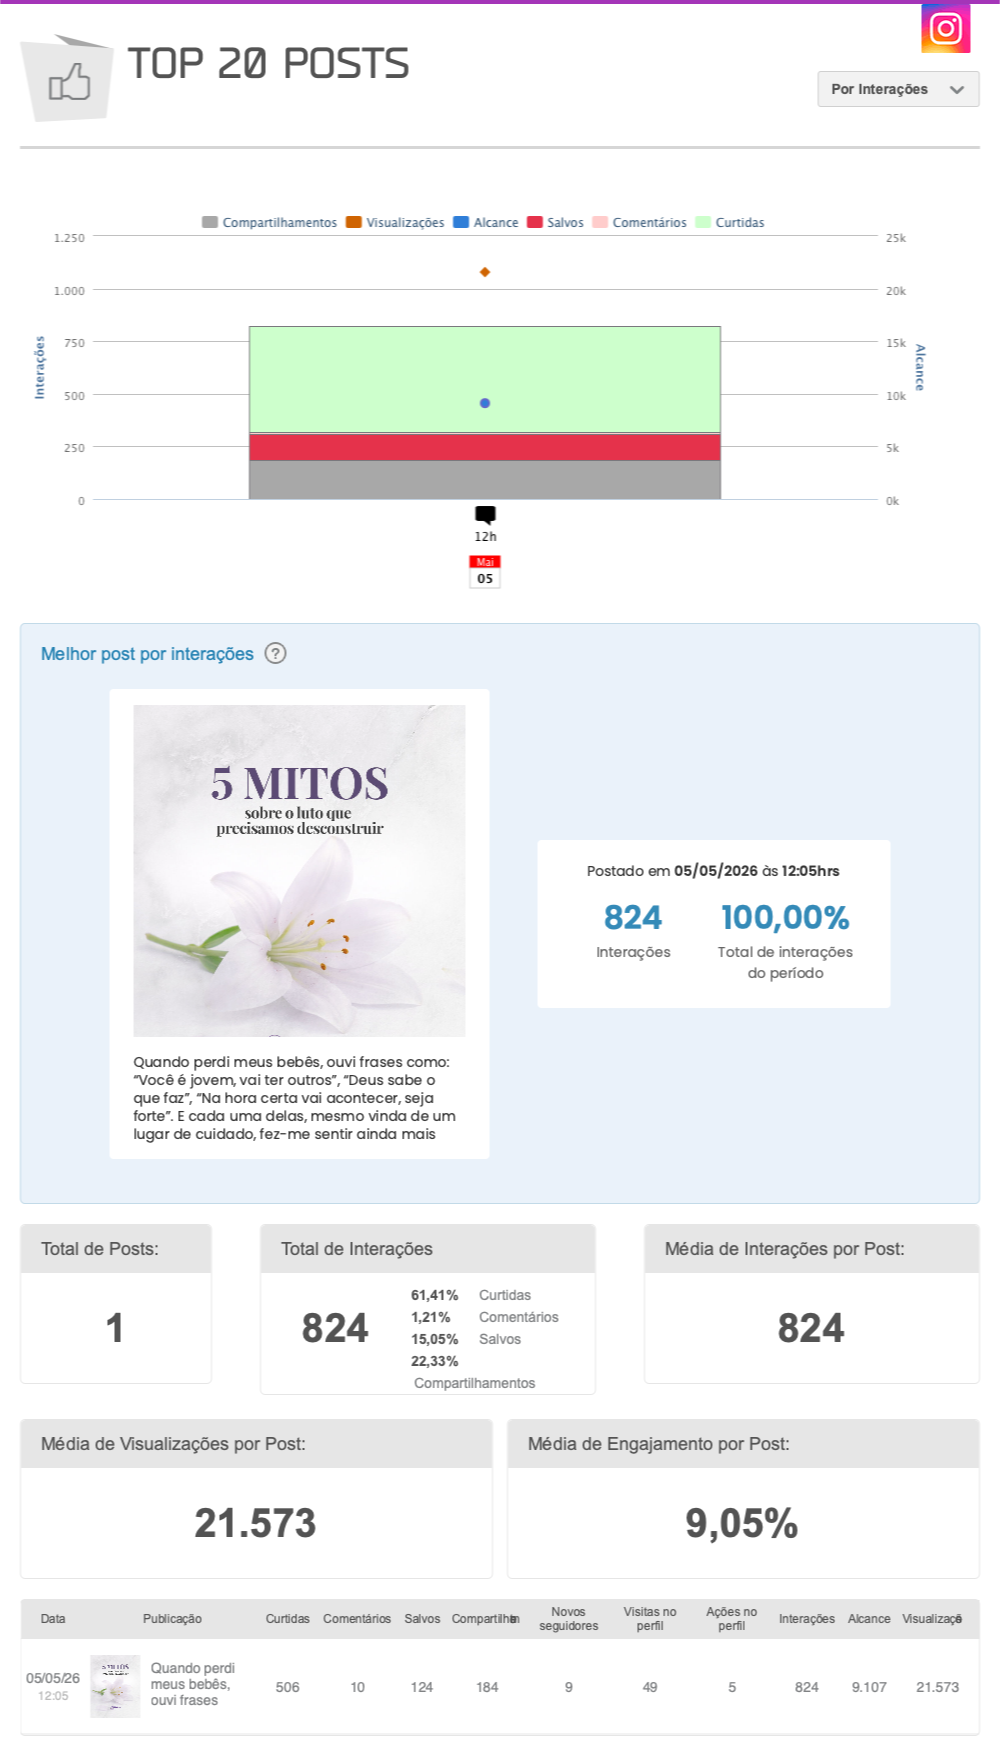 TOP 20 POSTS
Por Interações
Compartilhamentos Visualizações Alcance Salvos Comentários Curtidas
1.250 25k
1.000 20k
750 15k
500 10k
250 5k
0 0k
Interações
Alcance
12h
Mai
05
Melhor post por interações ?
5 MITOS
sobre o luto que
precisamos desconstruir
Quando perdi meus bebês, ouvi frases como:
“Você é jovem, vai ter outros”, “Deus sabe o
que faz”, “Na hora certa vai acontecer, seja
forte”. E cada uma delas, mesmo vinda de um
lugar de cuidado, fez-me sentir ainda mais
Postado em 05/05/2026 às 12:05hrs
824 100,00%
Interações Total de interações
do período
Total de Posts:
1
Total de Interações
824
61,41% Curtidas
1,21% Comentários
15,05% Salvos
22,33%
Compartilhamentos
Média de Interações por Post:
824
Média de Visualizações por Post:
21.573
Média de Engajamento por Post:
9,05%
Data Publicação Curtidas Comentários Salvos Novos seguidores Visitas no perfil Ações no perfil Interações Alcance
05/05/26
12:05
5 MITOS
Quando perdi
meus bebês,
ouvi frases
506 10 124 184 9 49 5 824 9.107 21.573